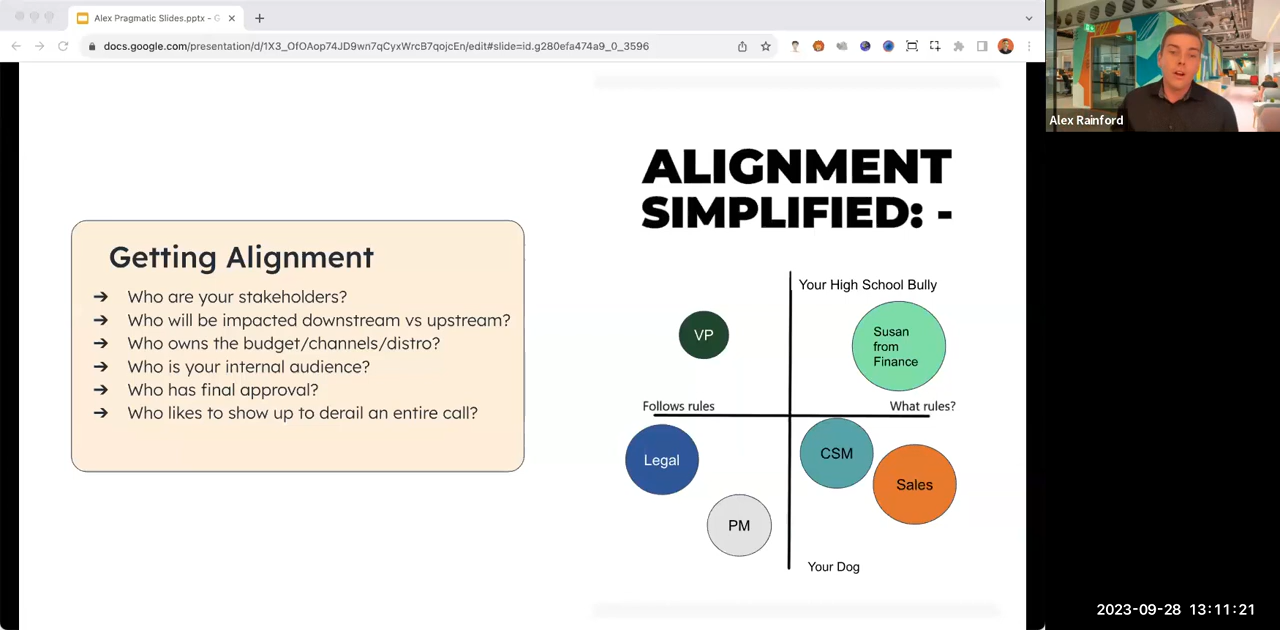 Alex Pragmatic Slides.pptx - G
docs.google.com/presentation/d/1X3_OfOAop74JD9wn7qCyxWrcB7qojcEn/edit#slide=id.g280efa474a9_0_3596
Alex Rainford
ALIGNMENT
SIMPLIFIED: -
Getting Alignment
Who are your stakeholders?
Who will be impacted downstream vs upstream?
Who owns the budget/channels/distro?
Who is your internal audience?
Who has final approval?
Who likes to show up to derail an entire call?
Your High School Bully
VP
Susan
from
Finance
Follows rules
What rules?
Legal
CSM
Sales
PM
Your Dog
2023-09-28 13:11:21